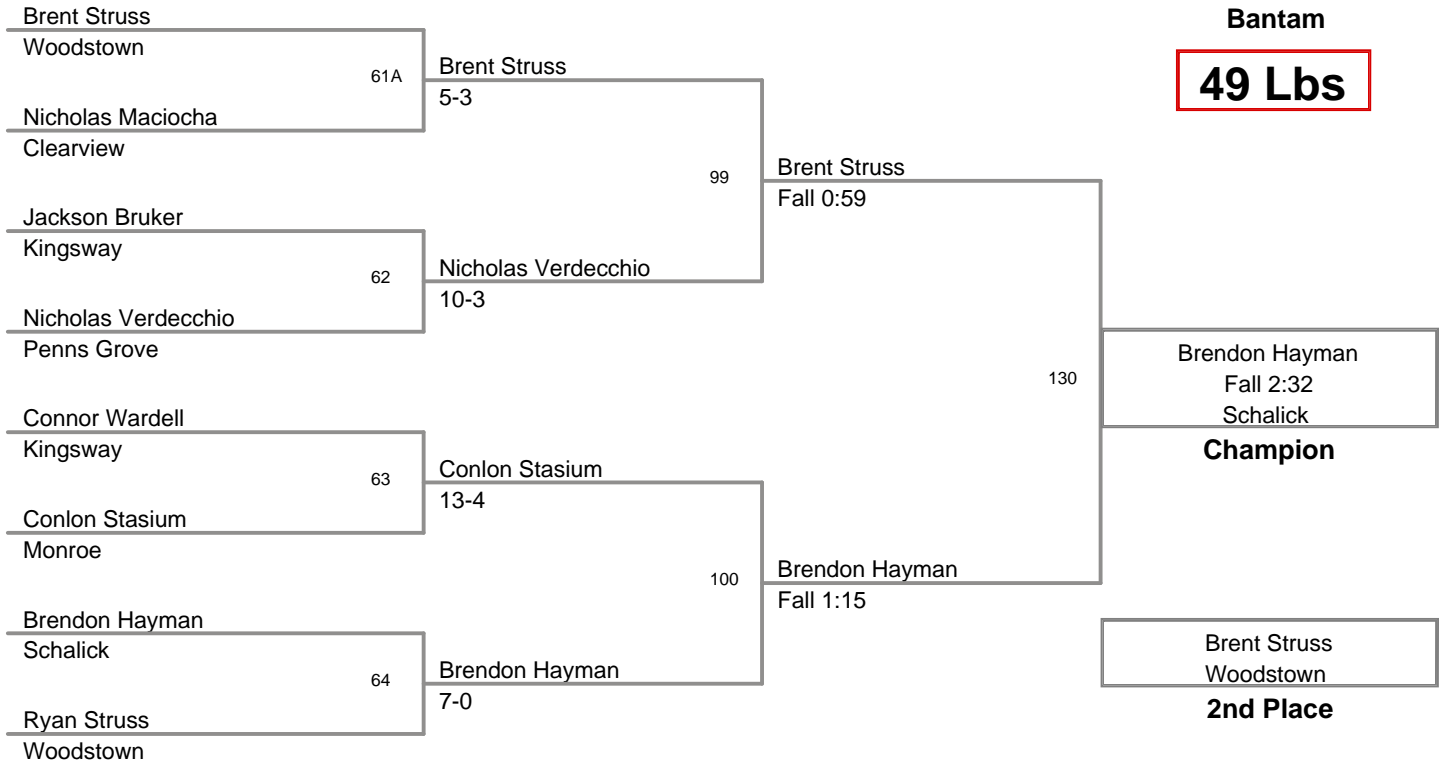 Brent Struss
Woodstown
61A
Nicholas Maciocha
Clearview
Jackson Bruker
Kingsway
62
Nicholas Verdecchio
Penns Grove
Connor Wardell
Kingsway
63
Conlon Stasium
Monroe
Brendon Hayman
Schalick
64
Ryan Struss
Woodstown
Brent Struss
5-3
99
Nicholas Verdecchio
10-3
Conlon Stasium
13-4
100
Brendon Hayman
7-0
Brent Struss
Fall 0:59
130
Brendon Hayman
Fall 1:15
Bantam
49 Lbs
Brendon Hayman
Fall 2:32
Schalick
Champion
Brent Struss
Woodstown
2nd Place